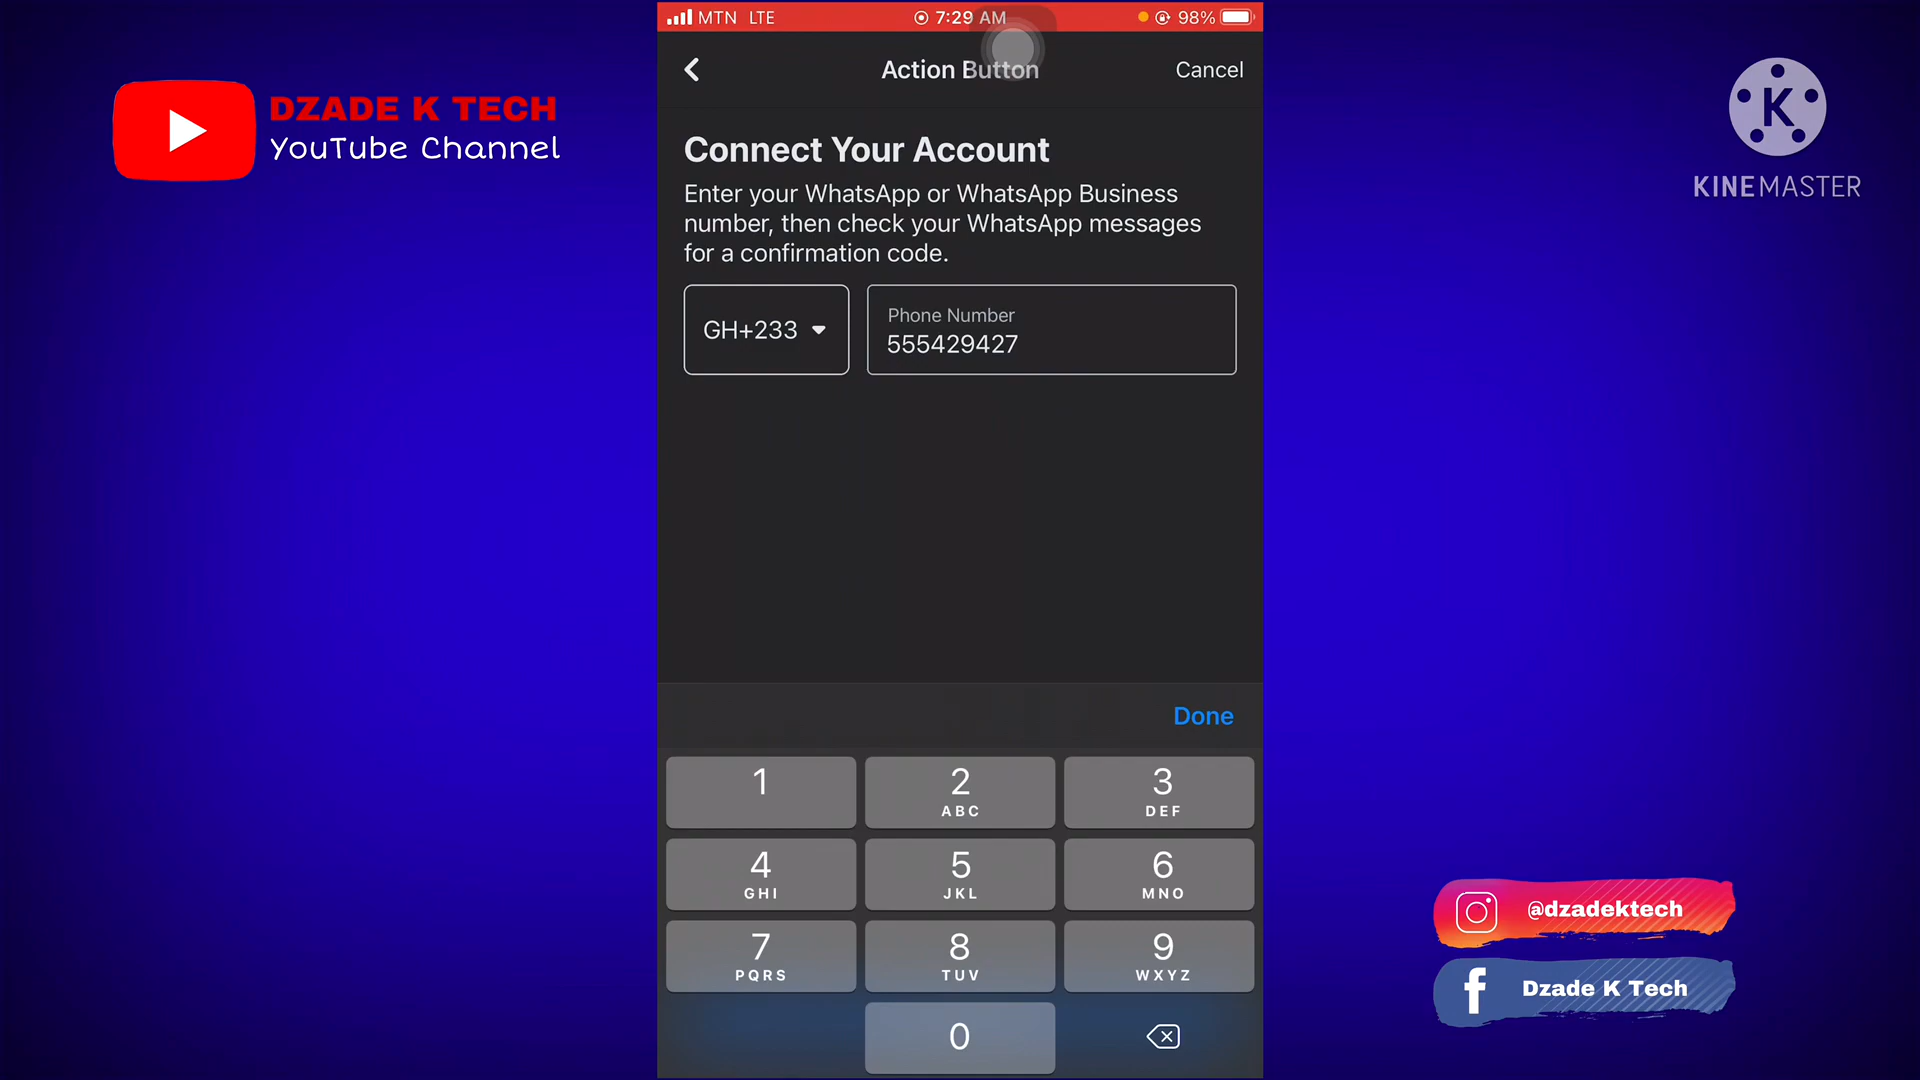 MTN LTE 7:29 AM 98%
DZADE K TECH
YouTube Channel
K
KINEMASTER
Action Button
Cancel
Connect Your Account
Enter your WhatsApp or WhatsApp Business
number, then check your WhatsApp messages
for a confirmation code.
GH+233
Phone Number
555429427
Done
1
2
ABC
3
DEF
4
GHI
5
JKL
6
MNO
7
PQRS
8
TUV
9
WXYZ
0
@dzadektech
Dzade K Tech